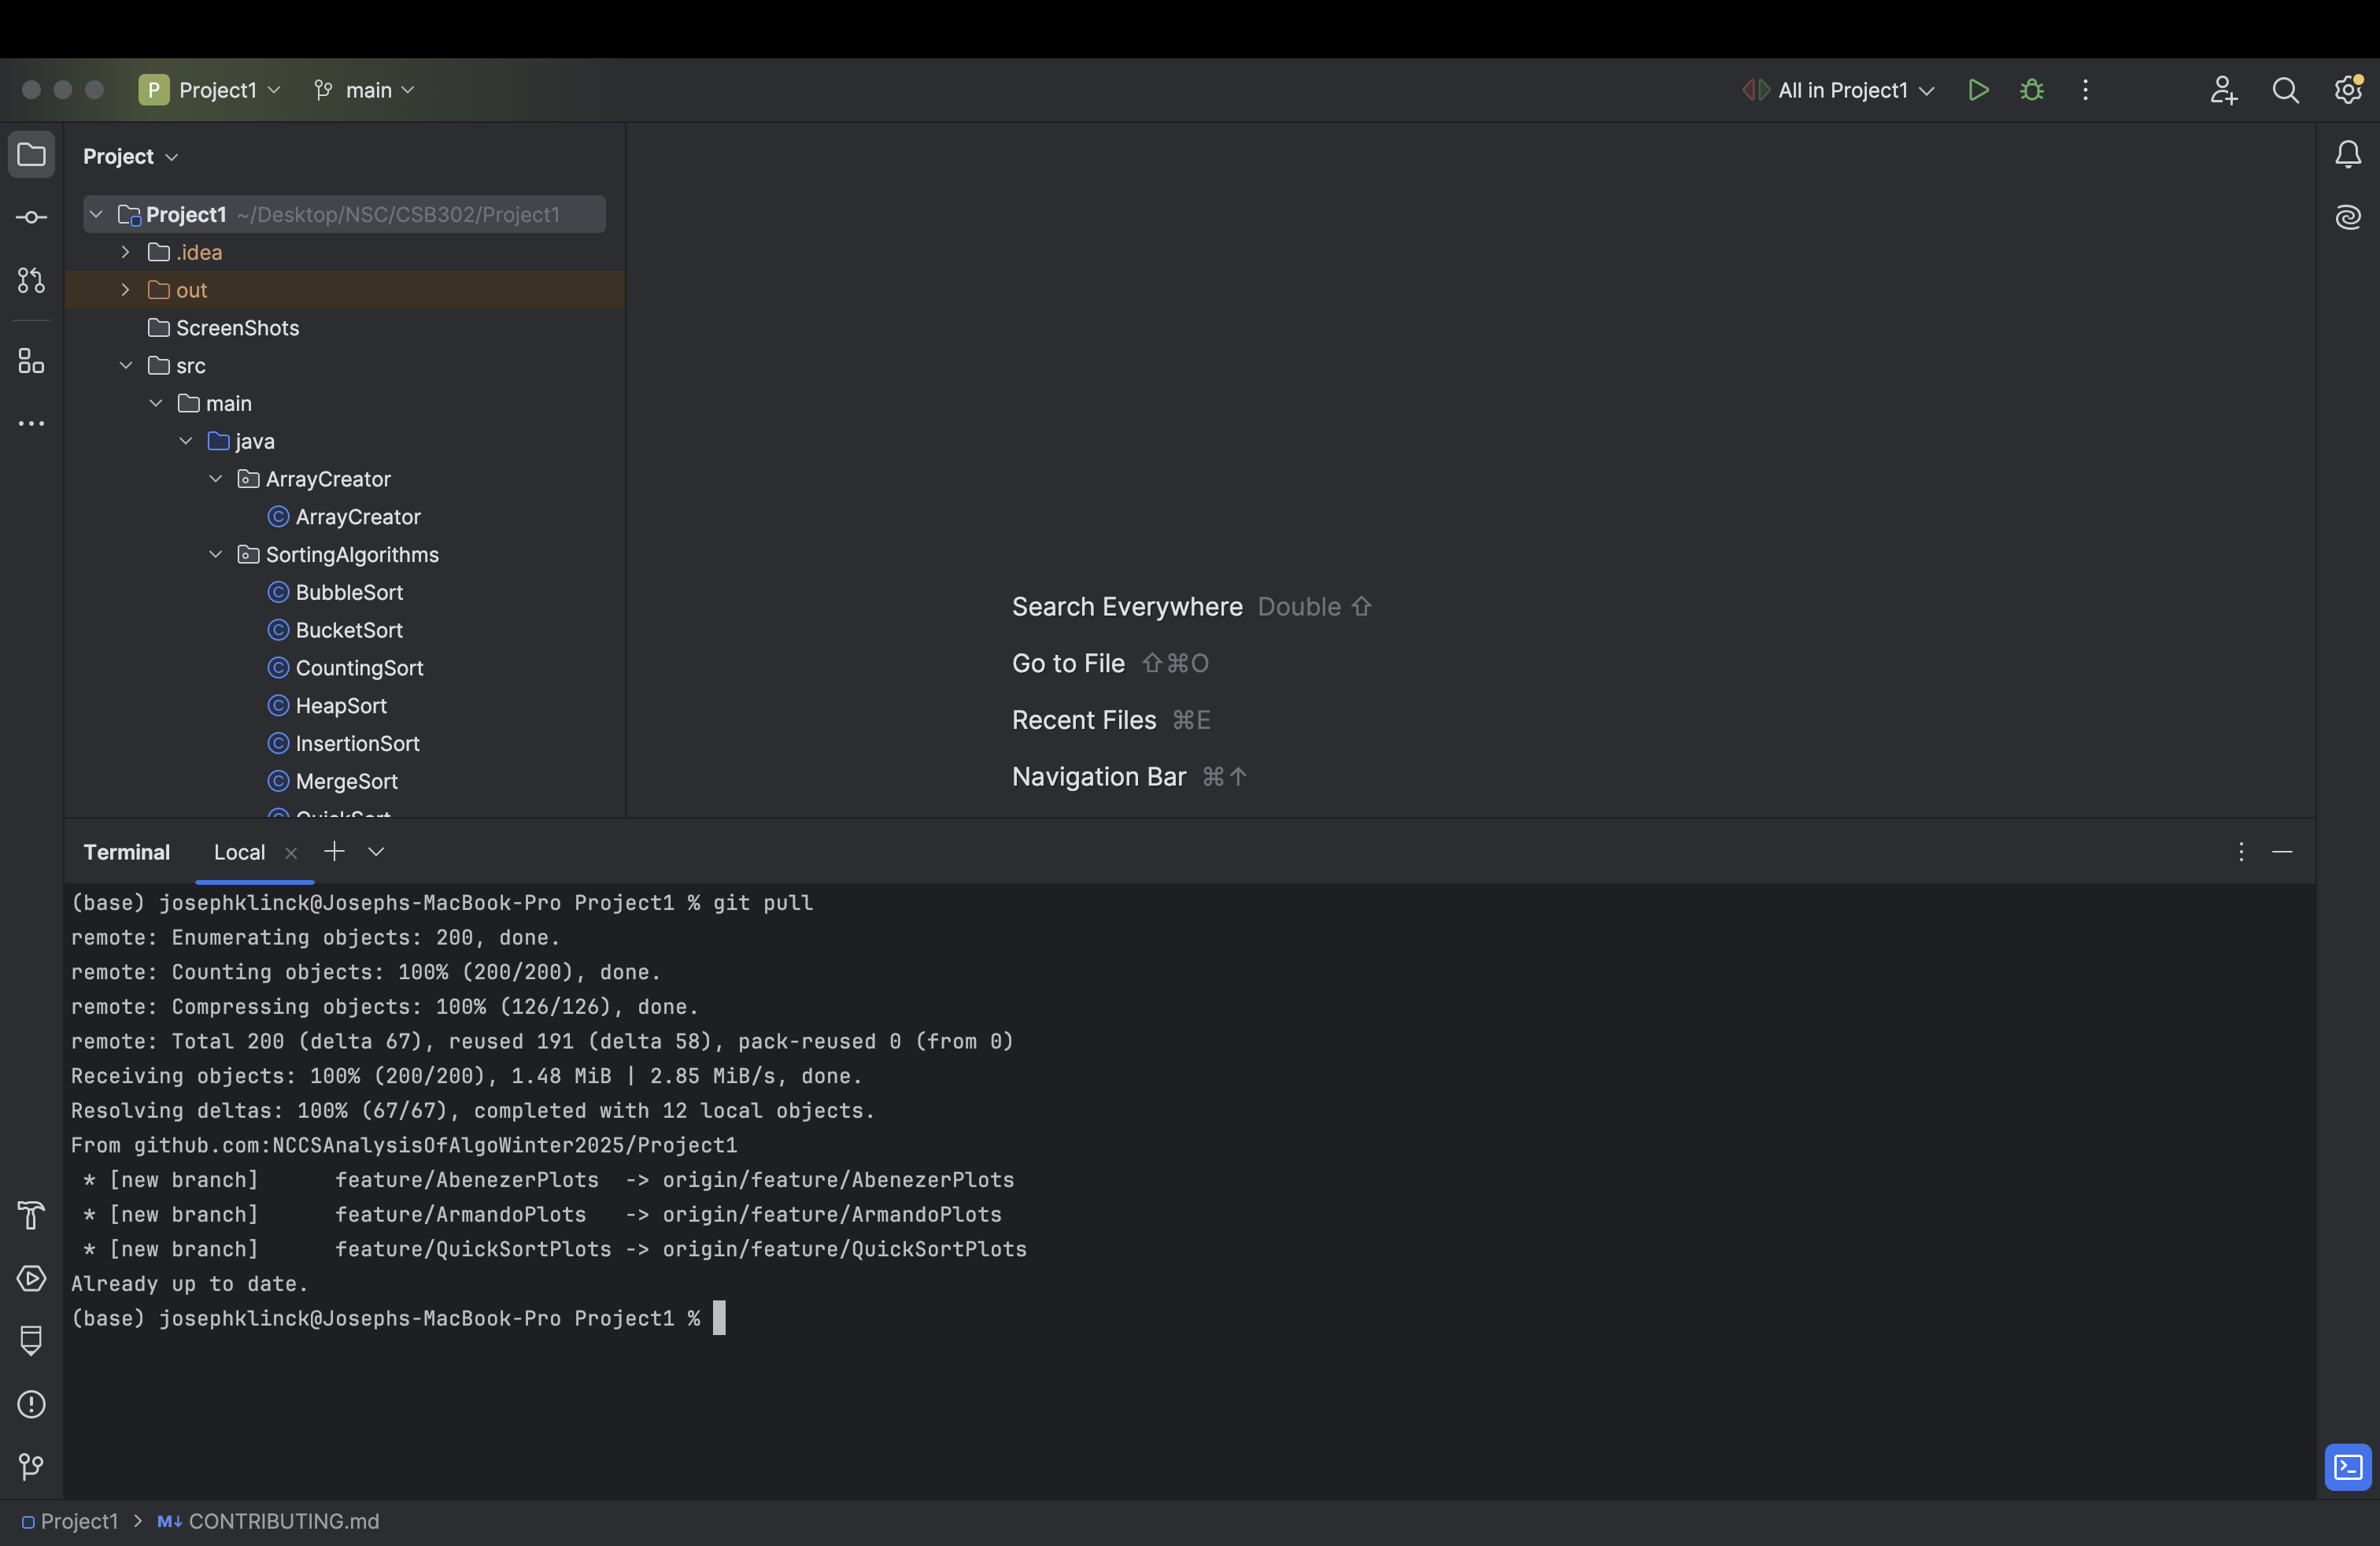 P Project1 main All in Project1
Project
Project1 ~/Desktop/NSC/CSB302/Project1
.idea
out
ScreenShots
src
main
java
ArrayCreator
ArrayCreator
SortingAlgorithms
BubbleSort
BucketSort
CountingSort
HeapSort
InsertionSort
MergeSort
QuickSort
Search Everywhere Double ⇧
Go to File ⇧⌘O
Recent Files ⌘E
Navigation Bar ⌘↑
Terminal Local
(base) josephklinck@Josephs-MacBook-Pro Project1 % git pull
remote: Enumerating objects: 200, done.
remote: Counting objects: 100% (200/200), done.
remote: Compressing objects: 100% (126/126), done.
remote: Total 200 (delta 67), reused 191 (delta 58), pack-reused 0 (from 0)
Receiving objects: 100% (200/200), 1.48 MiB | 2.85 MiB/s, done.
Resolving deltas: 100% (67/67), completed with 12 local objects.
From github.com:NCCSAnalysisOfAlgoWinter2025/Project1
* [new branch] feature/AbenezerPlots -> origin/feature/AbenezerPlots
* [new branch] feature/ArmandoPlots -> origin/feature/ArmandoPlots
* [new branch] feature/QuickSortPlots -> origin/feature/QuickSortPlots
Already up to date.
(base) josephklinck@Josephs-MacBook-Pro Project1 %
Project1 > M↓ CONTRIBUTING.md